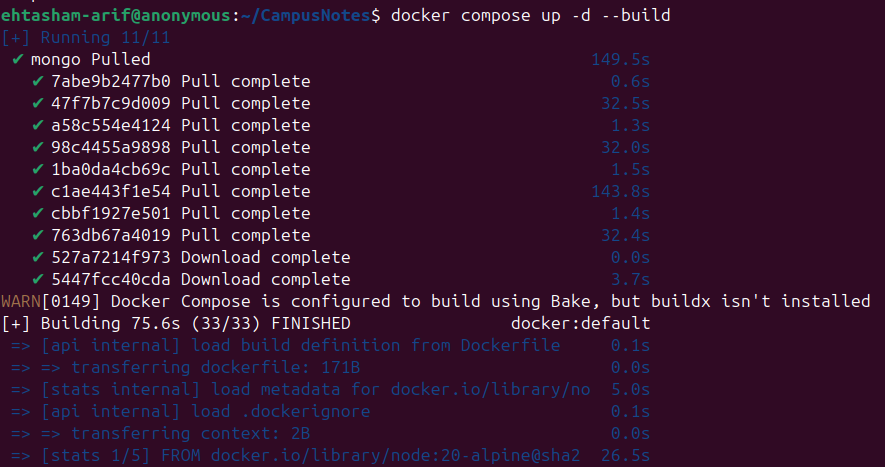 ehtasham-arif@anonymous:~/CampusNotes$ docker compose up -d --build
[+] Running 11/11
✔ mongo Pulled 149.5s
✔ 7abe9b2477b0 Pull complete 0.6s
✔ 47f7b7c9d009 Pull complete 32.5s
✔ a58c554e4124 Pull complete 1.3s
✔ 98c4455a9898 Pull complete 32.0s
✔ 1ba0da4cb69c Pull complete 1.5s
✔ c1ae443f1e54 Pull complete 143.8s
✔ cbbf1927e501 Pull complete 1.4s
✔ 763db67a4019 Pull complete 32.4s
✔ 527a7214f973 Download complete 0.0s
✔ 5447fcc40cda Download complete 3.7s
WARN[0149] Docker Compose is configured to build using Bake, but buildx isn't installed
[+] Building 75.6s (33/33) FINISHED docker:default
=> [api internal] load build definition from Dockerfile 0.1s
=> => transferring dockerfile: 171B 0.0s
=> [stats internal] load metadata for docker.io/library/no 5.0s
=> [api internal] load .dockerignore 0.1s
=> => transferring context: 2B 0.0s
=> [stats 1/5] FROM docker.io/library/node:20-alpine@sha2 26.5s